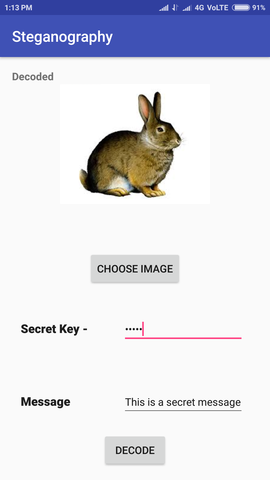 1:13 PM 4G VoLTE 91%
Steganography
Decoded
CHOOSE IMAGE
Secret Key - •••••
Message This is a secret message
DECODE